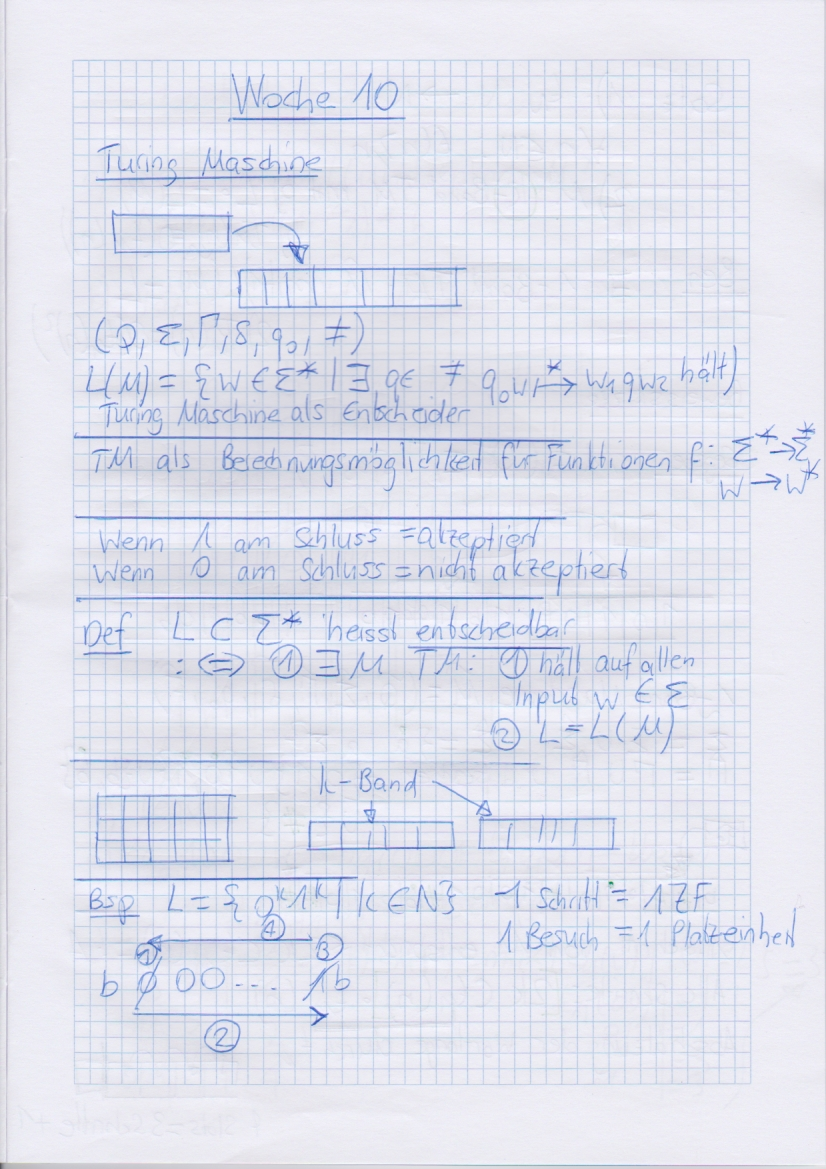 Woche 10
Turing Maschine
(Q, Σ, Γ, δ, q₀, F)
L(M) = {w ∈ Σ* | ∃ q ∈ F q₀w ↦* w₁qw₂ hält)
Turing Maschine als Entscheider
TM als Berechnungsmöglichkeit für Funktionen f: Σ* → Σ*
w → w*
Wenn 1 am Schluss = akzeptiert
Wenn 0 am Schluss = nicht akzeptiert
Def L ⊂ Σ* heisst entscheidbar
:⇔ ① ∃ M TM: ① hält auf allen
Input w ∈ Σ
② L = L(M)
k-Band
Bsp L = {0ᵏ1ᵏ | k ∈ N} 1 Schritt = 1 ZF
1 Besuch = 1 Platzeinheit
④
① ③
b 0 0 0 ... 1 b
②